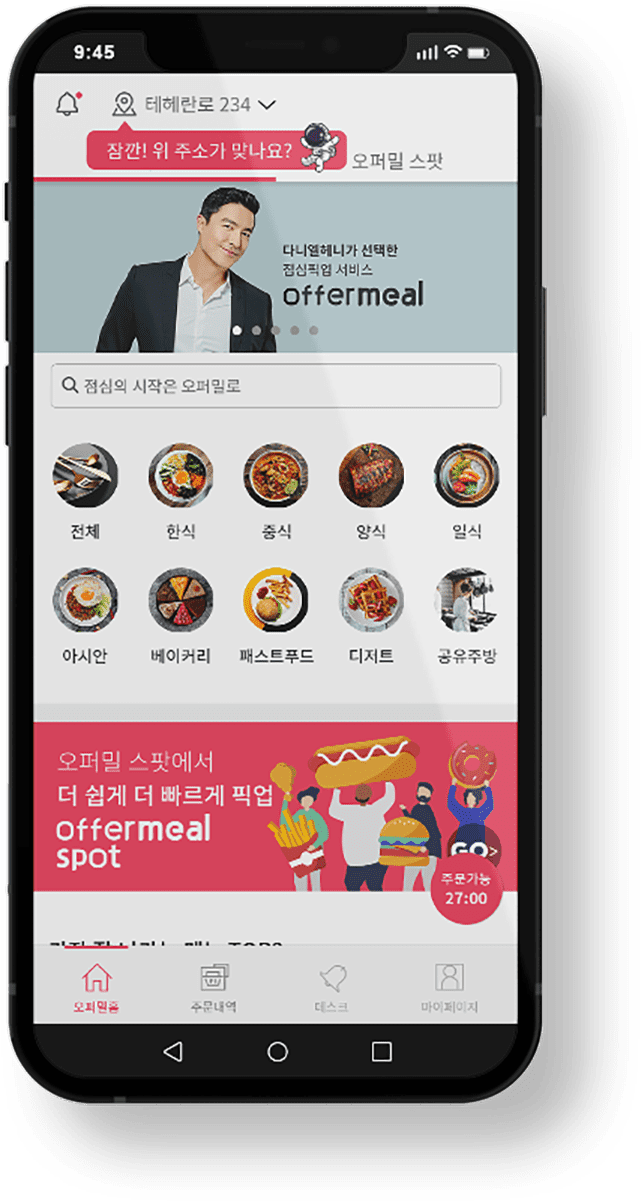 9:45
테헤란로 234
잠깐! 위 주소가 맞나요?
오퍼밀 스팟
다니엘헤니가 선택한
점심픽업 서비스
offermeal
점심의 시작은 오퍼밀로
전체 한식 중식 양식 일식
아시안 베이커리 패스트푸드 디저트 공유주방
오퍼밀 스팟에서
더 쉽게 더 빠르게 픽업
offermeal
spot
GO>
주문가능
27:00
오퍼밀홈 주문내역 데스크 마이페이지